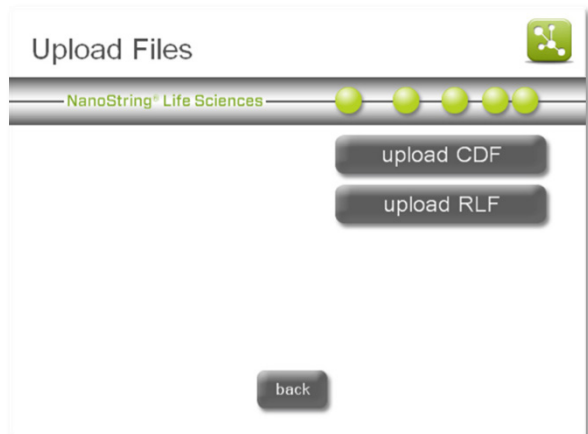 Upload Files
NanoString® Life Sciences
upload CDF
upload RLF
back